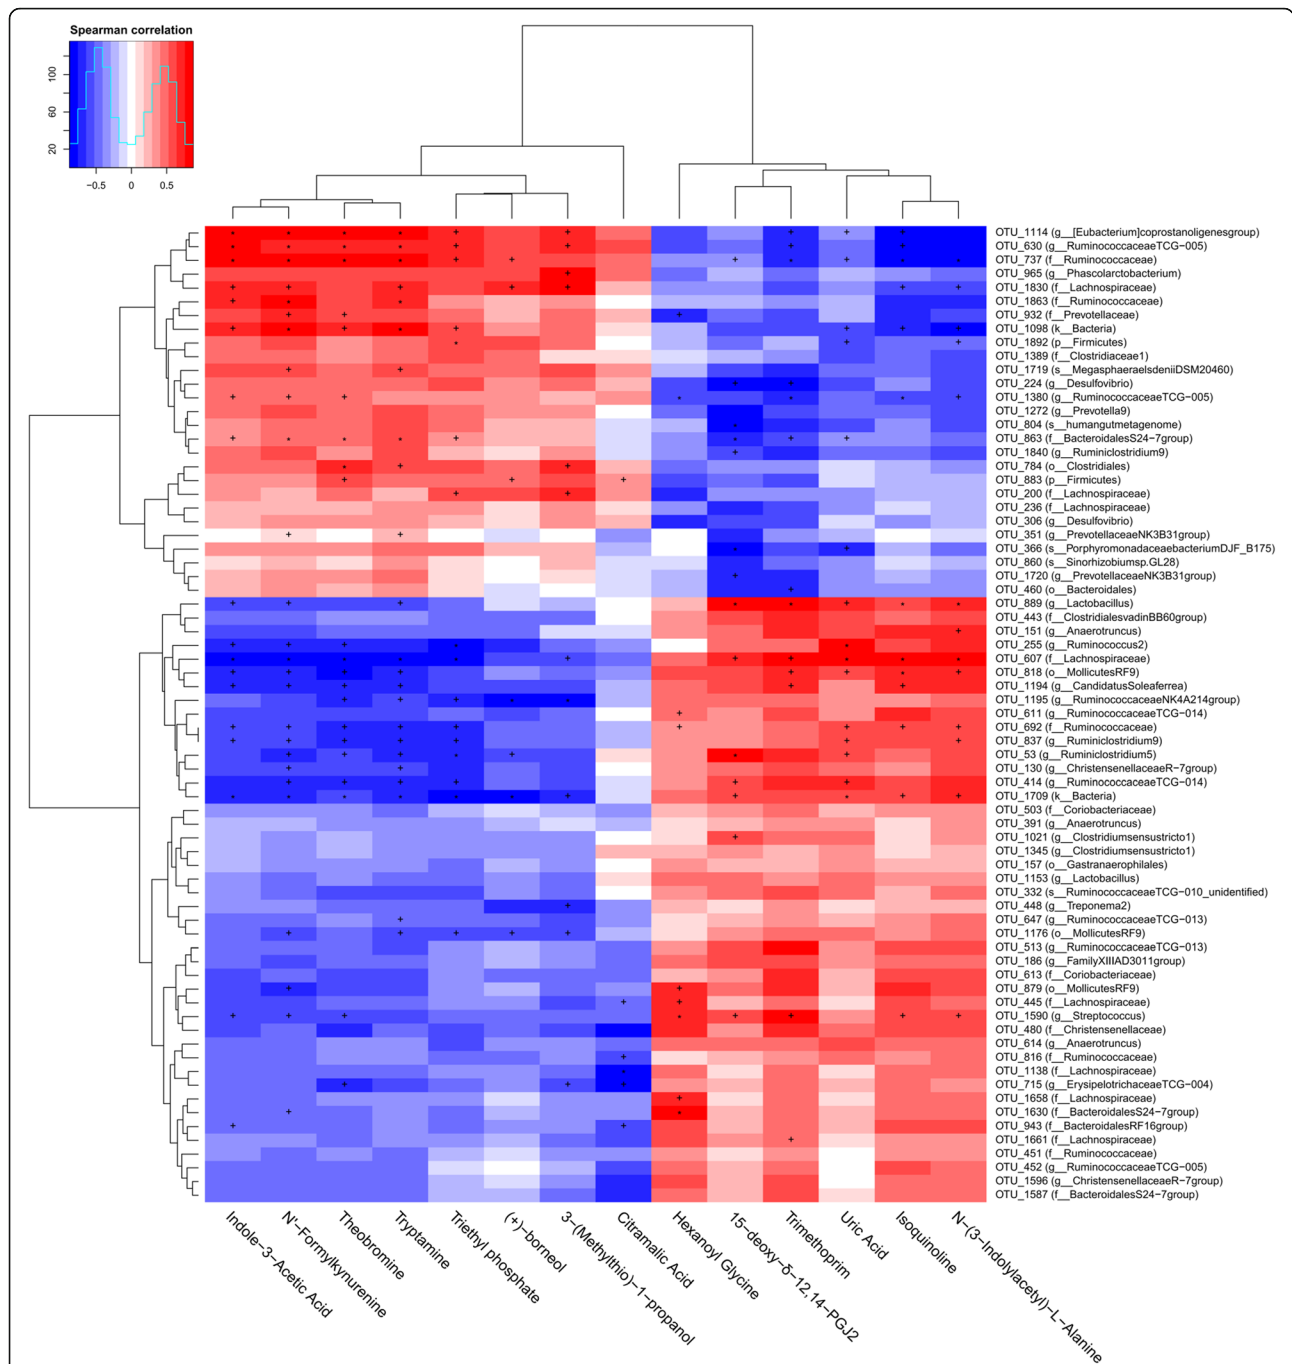 Spearman correlation
100
60
20
−0.5 0 0.5
OTU_1114 (g__[Eubacterium]coprostanoligenesgroup)
OTU_630 (g__RuminococcaceaeTCG−005)
OTU_737 (f__Ruminococcaceae)
OTU_965 (g__Phascolarctobacterium)
OTU_1830 (f__Lachnospiraceae)
OTU_1863 (f__Ruminococcaceae)
OTU_932 (f__Prevotellaceae)
OTU_1098 (k__Bacteria)
OTU_1892 (p__Firmicutes)
OTU_1389 (f__Clostridiaceae1)
OTU_1719 (s__MegasphaeraelsdeniiDSM20460)
OTU_224 (g__Desulfovibrio)
OTU_1380 (g__RuminococcaceaeTCG−005)
OTU_1272 (g__Prevotella9)
OTU_804 (s__humangutmetagenome)
OTU_863 (f__BacteroidalesS24−7group)
OTU_1840 (g__Ruminiclostridium9)
OTU_784 (o__Clostridiales)
OTU_883 (p__Firmicutes)
OTU_200 (f__Lachnospiraceae)
OTU_236 (f__Lachnospiraceae)
OTU_306 (g__Desulfovibrio)
OTU_351 (g__PrevotellaceaeNK3B31group)
OTU_366 (s__PorphyromonadaceaebacteriumDJF_B175)
OTU_860 (s__Sinorhizobiumsp.GL28)
OTU_1720 (g__PrevotellaceaeNK3B31group)
OTU_460 (o__Bacteroidales)
OTU_889 (g__Lactobacillus)
OTU_443 (f__ClostridialesvadinBB60group)
OTU_151 (g__Anaerotruncus)
OTU_255 (g__Ruminococcus2)
OTU_607 (f__Lachnospiraceae)
OTU_818 (o__MollicutesRF9)
OTU_1194 (g__CandidatusSoleaferrea)
OTU_1195 (g__RuminococcaceaeNK4A214group)
OTU_611 (g__RuminococcaceaeTCG−014)
OTU_692 (f__Ruminococcaceae)
OTU_837 (g__Ruminiclostridium9)
OTU_53 (g__Ruminiclostridium5)
OTU_130 (g__ChristensenellaceaeR−7group)
OTU_414 (g__RuminococcaceaeTCG−014)
OTU_1709 (k__Bacteria)
OTU_503 (f__Coriobacteriaceae)
OTU_391 (g__Anaerotruncus)
OTU_1021 (g__Clostridiumsensustricto1)
OTU_1345 (g__Clostridiumsensustricto1)
OTU_157 (o__Gastranaerophilales)
OTU_1153 (g__Lactobacillus)
OTU_332 (s__RuminococcaceaeTCG−010_unidentified)
OTU_448 (g__Treponema2)
OTU_647 (g__RuminococcaceaeTCG−013)
OTU_1176 (o__MollicutesRF9)
OTU_513 (g__RuminococcaceaeTCG−013)
OTU_186 (g__FamilyXIIIAD3011group)
OTU_613 (f__Coriobacteriaceae)
OTU_879 (o__MollicutesRF9)
OTU_445 (f__Lachnospiraceae)
OTU_1590 (g__Streptococcus)
OTU_480 (f__Christensenellaceae)
OTU_614 (g__Anaerotruncus)
OTU_816 (f__Ruminococcaceae)
OTU_1138 (f__Lachnospiraceae)
OTU_715 (g__ErysipelotrichaceaeTCG−004)
OTU_1658 (f__Lachnospiraceae)
OTU_1630 (f__BacteroidalesS24−7group)
OTU_943 (f__BacteroidalesRF16group)
OTU_1661 (f__Lachnospiraceae)
OTU_451 (f__Ruminococcaceae)
OTU_452 (g__RuminococcaceaeTCG−005)
OTU_1596 (g__ChristensenellaceaeR−7group)
OTU_1587 (f__BacteroidalesS24−7group)
Indole−3−Acetic Acid
N'−Formylkynurenine
Theobromine
Tryptamine
Triethyl phosphate
(+)−borneol
3−(Methylthio)−1−propanol
Citramalic Acid
Hexanoyl Glycine
15−deoxy−δ−12,14−PGJ2
Trimethoprim
Uric Acid
Isoquinoline
N−(3−Indolylacetyl)−L−Alanine